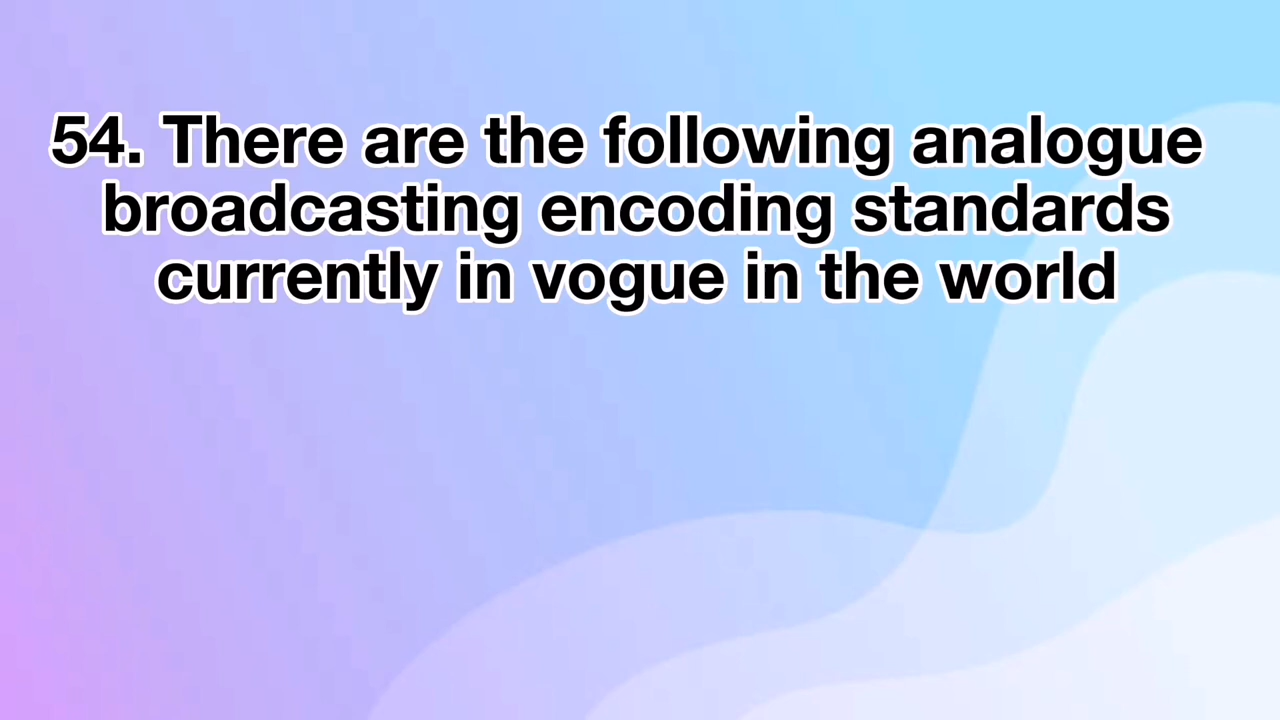 54. There are the following analogue
broadcasting encoding standards
currently in vogue in the world